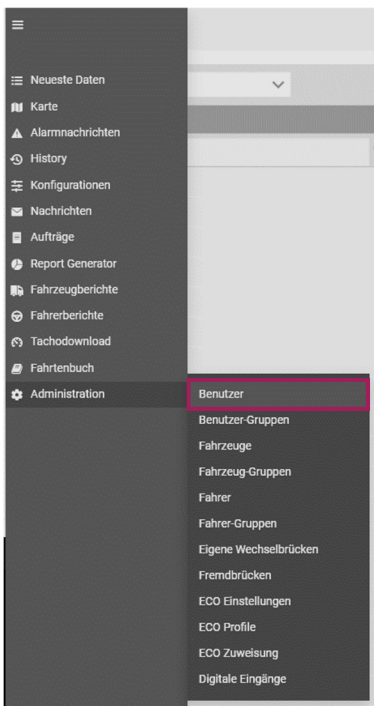 Neueste Daten
Karte
Alarmnachrichten
History
Konfigurationen
Nachrichten
Aufträge
Report Generator
Fahrzeugberichte
Fahrerberichte
Tachodownload
Fahrtenbuch
Administration
Benutzer
Benutzer-Gruppen
Fahrzeuge
Fahrzeug-Gruppen
Fahrer
Fahrer-Gruppen
Eigene Wechselbrücken
Fremdbrücken
ECO Einstellungen
ECO Profile
ECO Zuweisung
Digitale Eingänge